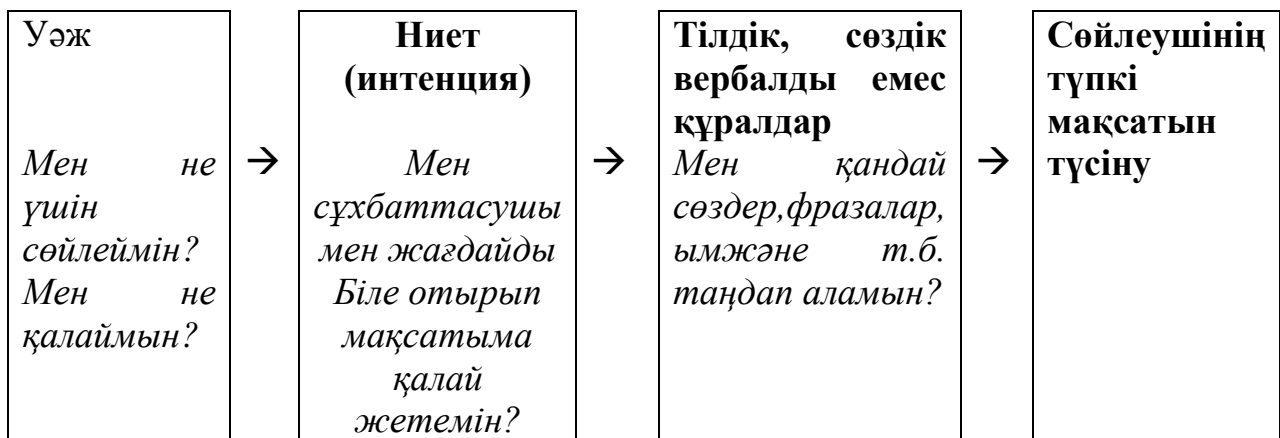 Уәж
Мен не
үшін
сөйлеймін?
Мен не
қалаймын?
→
Ниет
(интенция)
Мен
сұхбаттасушы
мен жағдайды
Біле отырып
мақсатыма
қалай
жетемін?
→
Тілдік, сөздік
вербалды емес
құралдар
Мен қандай
сөздер,фразалар,
ымжәне т.б.
таңдап аламын?
→
Сөйлеушінің
түпкі
мақсатын
түсіну